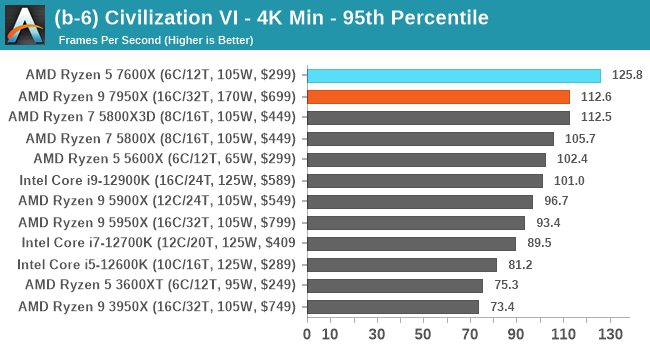 (b-6) Civilization VI - 4K Min - 95th Percentile
Frames Per Second (Higher is Better)
AMD Ryzen 5 7600X (6C/12T, 105W, $299) 125.8
AMD Ryzen 9 7950X (16C/32T, 170W, $699) 112.6
AMD Ryzen 7 5800X3D (8C/16T, 105W, $449) 112.5
AMD Ryzen 7 5800X (8C/16T, 105W, $449) 105.7
AMD Ryzen 5 5600X (6C/12T, 65W, $299) 102.4
Intel Core i9-12900K (16C/24T, 125W, $589) 101.0
AMD Ryzen 9 5900X (12C/24T, 105W, $549) 96.7
AMD Ryzen 9 5950X (16C/32T, 105W, $799) 93.4
Intel Core i7-12700K (12C/20T, 125W, $409 89.5
Intel Core i5-12600K (10C/16T, 125W, $289) 81.2
AMD Ryzen 5 3600XT (6C/12T, 95W, $249) 75.3
AMD Ryzen 9 3950X (16C/32T, 105W, $749) 73.4
0 10 30 50 70 90 110 130